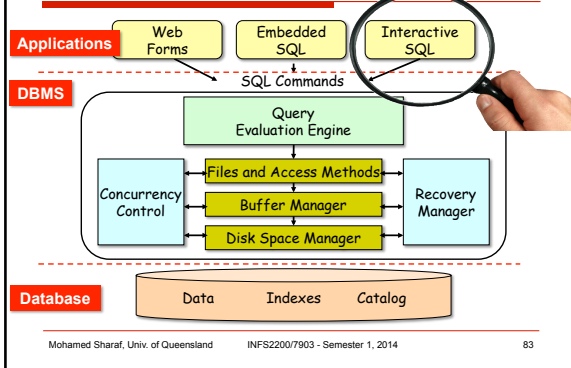 Applications
Web
Forms
Embedded
SQL
Interactive
SQL
SQL Commands
DBMS
Query
Evaluation Engine
Concurrency
Control
Files and Access Methods
Buffer Manager
Disk Space Manager
Recovery
Manager
Database
Data Indexes Catalog
Mohamed Sharaf, Univ. of Queensland INFS2200/7903 - Semester 1, 2014 83